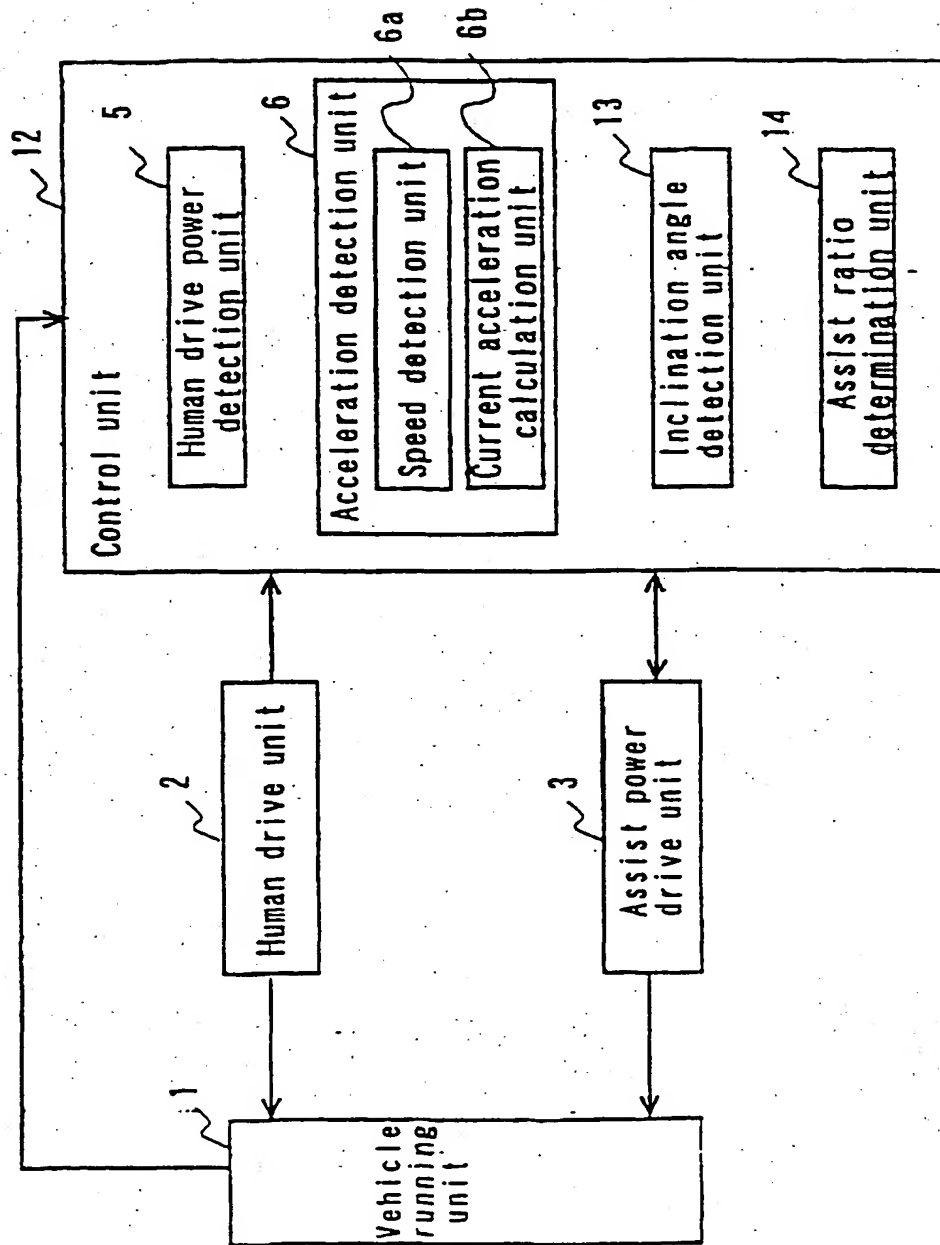 12
Control unit
5
Human drive power
detection unit
6
Acceleration detection unit
6a
Speed detection unit
6b
Current acceleration
calculation unit
13
Inclination angle
detection unit
14
Assist ratio
determination unit
2
Human drive unit
3
Assist power
drive unit
1
Vehicle
running
unit